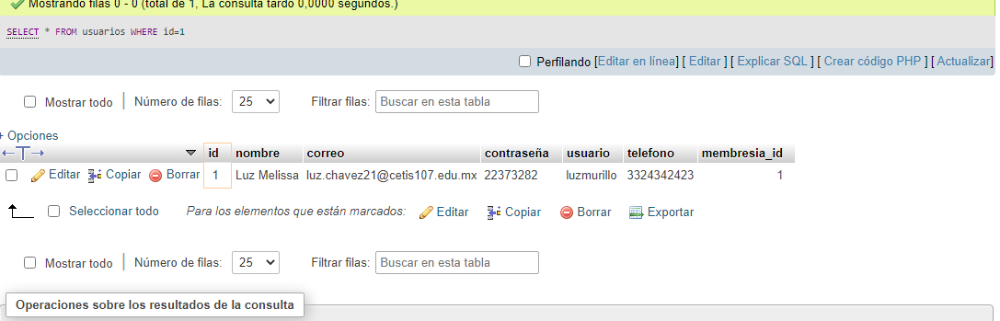 Mostrando filas 0 - 0 (total de 1, La consulta tardó 0,0000 segundos.)
SELECT * FROM usuarios WHERE id=1
Perfilando [Editar en línea] [ Editar ] [ Explicar SQL ] [ Crear código PHP ] [ Actualizar]
Mostrar todo | Número de filas: 25 Filtrar filas: Buscar en esta tabla
+ Opciones
←T→ id nombre correo contraseña usuario telefono membresia_id
Editar Copiar Borrar 1 Luz Melissa luz.chavez21@cetis107.edu.mx 22373282 luzmurillo 3324342423 1
Seleccionar todo Para los elementos que están marcados: Editar Copiar Borrar Exportar
Mostrar todo | Número de filas: 25 Filtrar filas: Buscar en esta tabla
Operaciones sobre los resultados de la consulta